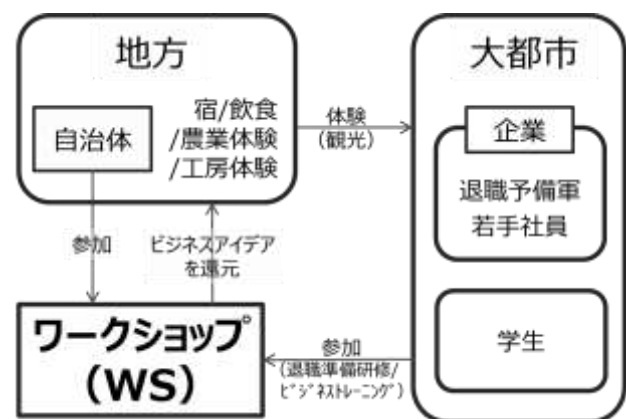 地方
自治体
宿/飲食
/農業体験
/工房体験
体験
(観光)
大都市
企業
退職予備軍
若手社員
学生
参加
ビジネスアイデア
を還元
ワークショップ
(WS)
参加
(退職準備研修/
ビジネストレーニング)